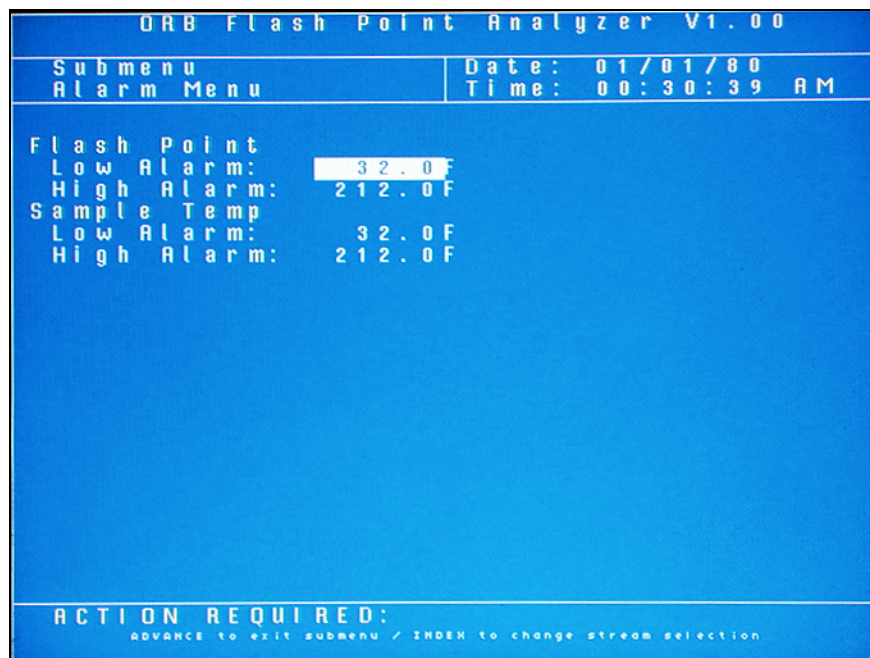 ORB Flash Point Analyzer V1.00
Submenu Date: 01/01/80
Alarm Menu Time: 00:30:39 AM
Flash Point
Low Alarm: 32.0F
High Alarm: 212.0F
Sample Temp
Low Alarm: 32.0F
High Alarm: 212.0F
ACTION REQUIRED:
ADVANCE to exit submenu / INDEX to change stream selection